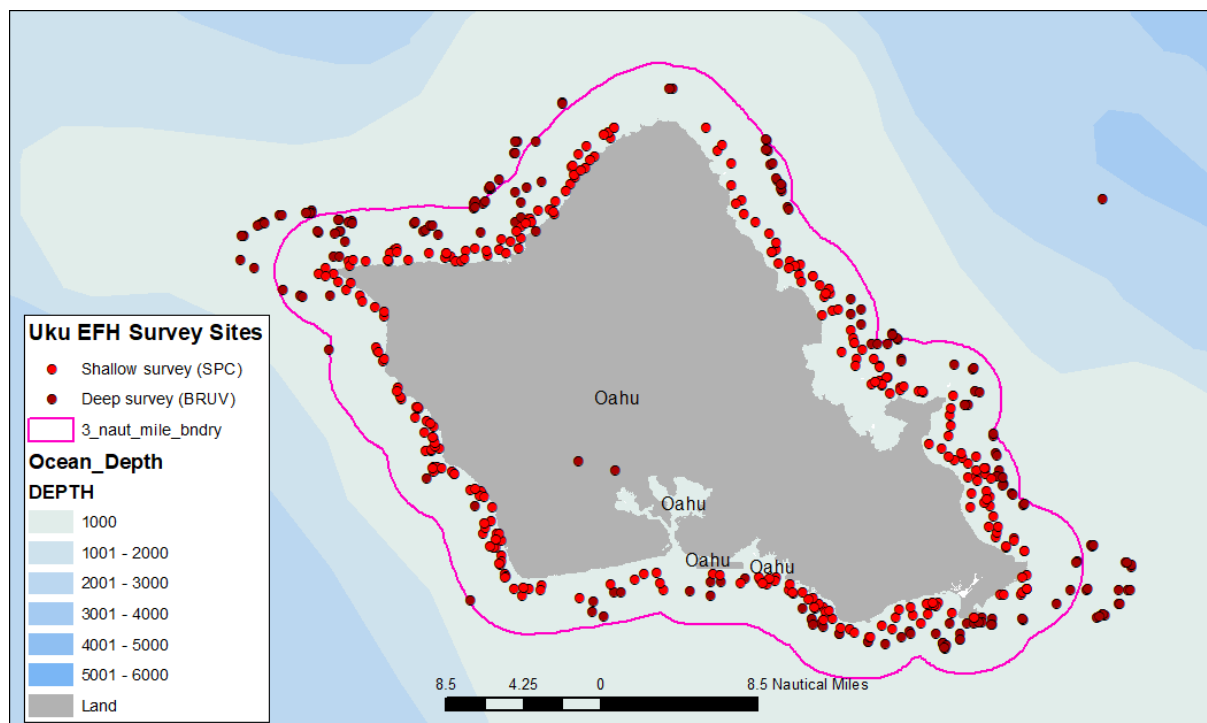 Uku EFH Survey Sites
Shallow survey (SPC)
Deep survey (BRUV)
3_naut_mile_bndry
Ocean_Depth
DEPTH
1000
1001 - 2000
2001 - 3000
3001 - 4000
4001 - 5000
5001 - 6000
Land
Oahu
Oahu
Oahu
Oahu
8.5 4.25 0 8.5 Nautical Miles